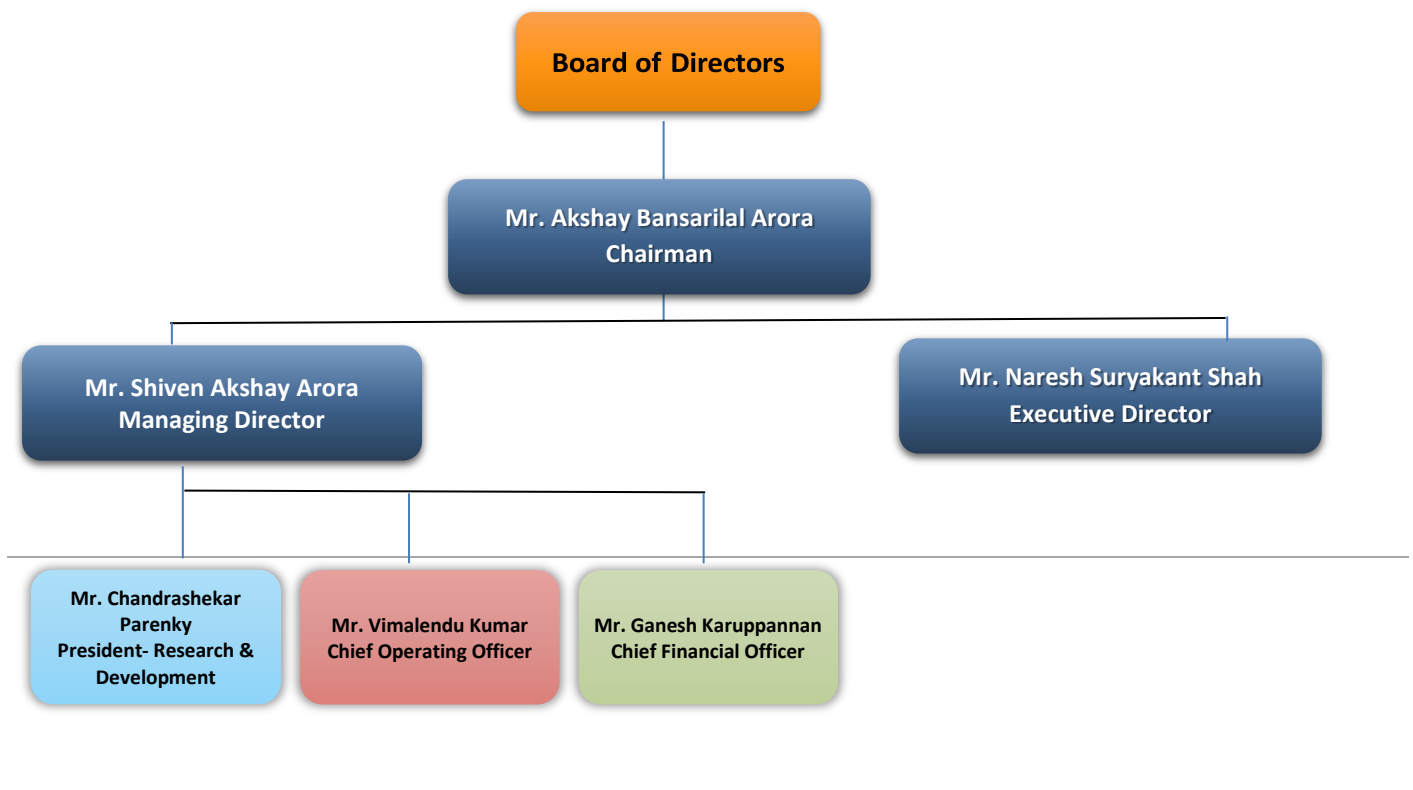 Board of Directors
Mr. Akshay Bansarilal Arora
Chairman
Mr. Shiven Akshay Arora
Managing Director
Mr. Naresh Suryakant Shah
Executive Director
Mr. Chandrashekar
Parenky
President- Research &
Development
Mr. Vimalendu Kumar
Chief Operating Officer
Mr. Ganesh Karuppannan
Chief Financial Officer